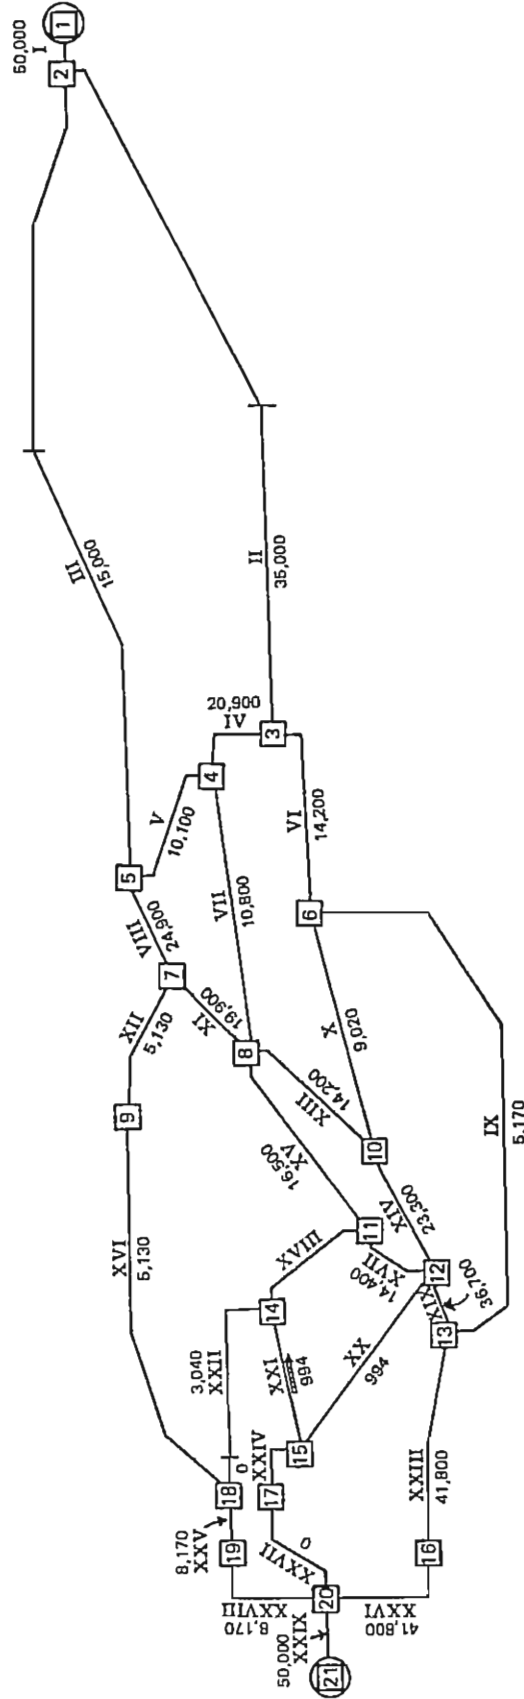 50,000
I
1
2
III
15,000
II
35,000
20,900
IV
3
4
V
10,100
5
VI
14,200
VII
10,800
VIII
24,900
6
7
XII
5,130
XI
19,900
X
9,020
8
9
XIII
14,200
IX
5,170
10
16,500
XV
XIV
23,300
11
XVIII
14,400
XVII
12
XIX
36,700
13
XVI
5,130
14
XXI
994
XX
994
3,040
XXII
0
15
XXIV
17
XXIII
41,800
18
8,170
XXV
19
16
XXVII
0
20
8,170
XXVIII
41,800
XXVI
50,000
XXIX
21